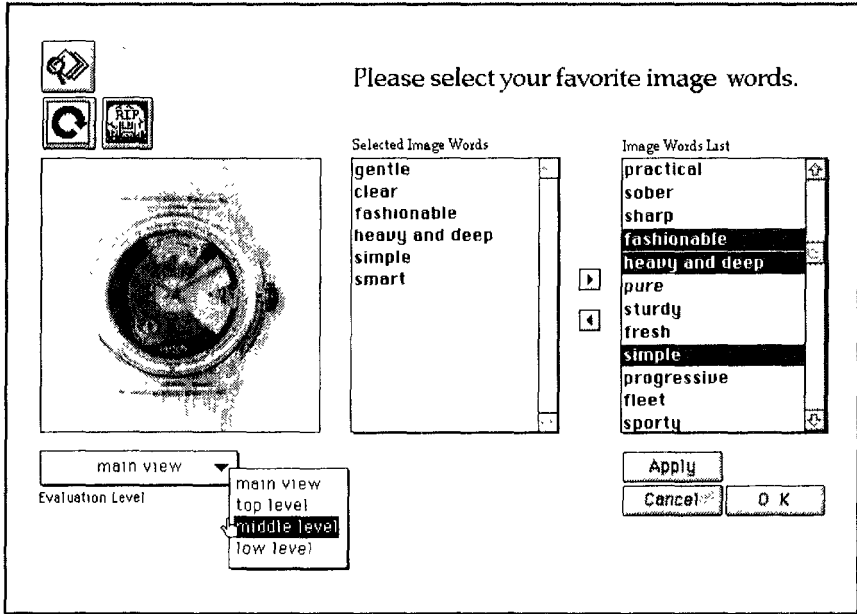 RIP
Please select your favorite image words.
Selected Image Words
gentle
clear
fashionable
heavy and deep
simple
smart
Image Words List
practical
sober
sharp
fashionable
heavy and deep
pure
sturdy
fresh
simple
progressive
fleet
sporty
main view
Evaluation Level
main view
top level
middle level
low level
Apply
Cancel
O K